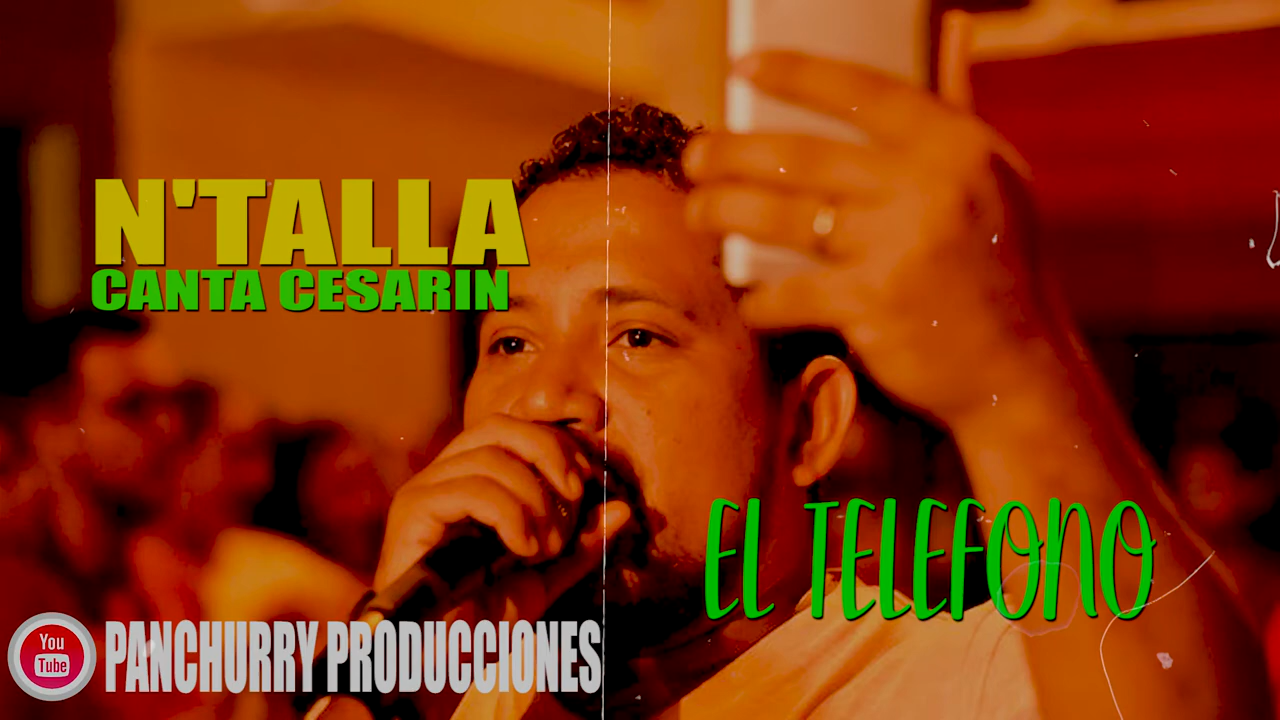 N'TALLA
CANTA CESARIN
EL TELEFONO
You
Tube
PANCHURRY PRODUCCIONES